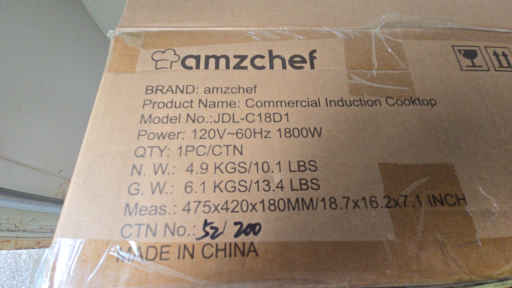 amzchef
BRAND: amzchef
Product Name: Commercial Induction Cooktop
Model No.:JDL-C18D1
Power: 120V~60Hz 1800W
QTY: 1PC/CTN
N. W.: 4.9 KGS/10.1 LBS
G. W.: 6.1 KGS/13.4 LBS
Meas.: 475x420x180MM/18.7x16.2x7.1 INCH
CTN No.: 52/200
MADE IN CHINA